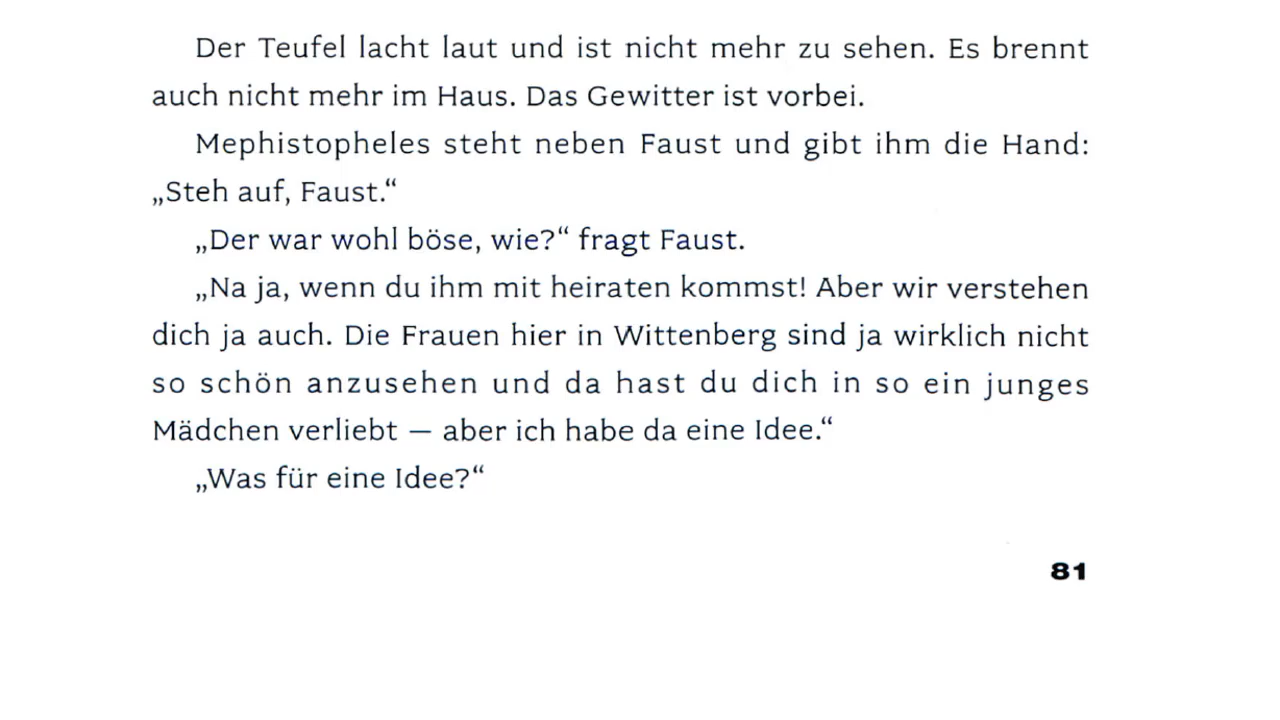 Der Teufel lacht laut und ist nicht mehr zu sehen. Es brennt
auch nicht mehr im Haus. Das Gewitter ist vorbei.
Mephistopheles steht neben Faust und gibt ihm die Hand:
„Steh auf, Faust.“
„Der war wohl böse, wie?“ fragt Faust.
„Na ja, wenn du ihm mit heiraten kommst! Aber wir verstehen
dich ja auch. Die Frauen hier in Wittenberg sind ja wirklich nicht
so schön anzusehen und da hast du dich in so ein junges
Mädchen verliebt — aber ich habe da eine Idee.“
„Was für eine Idee?“
81